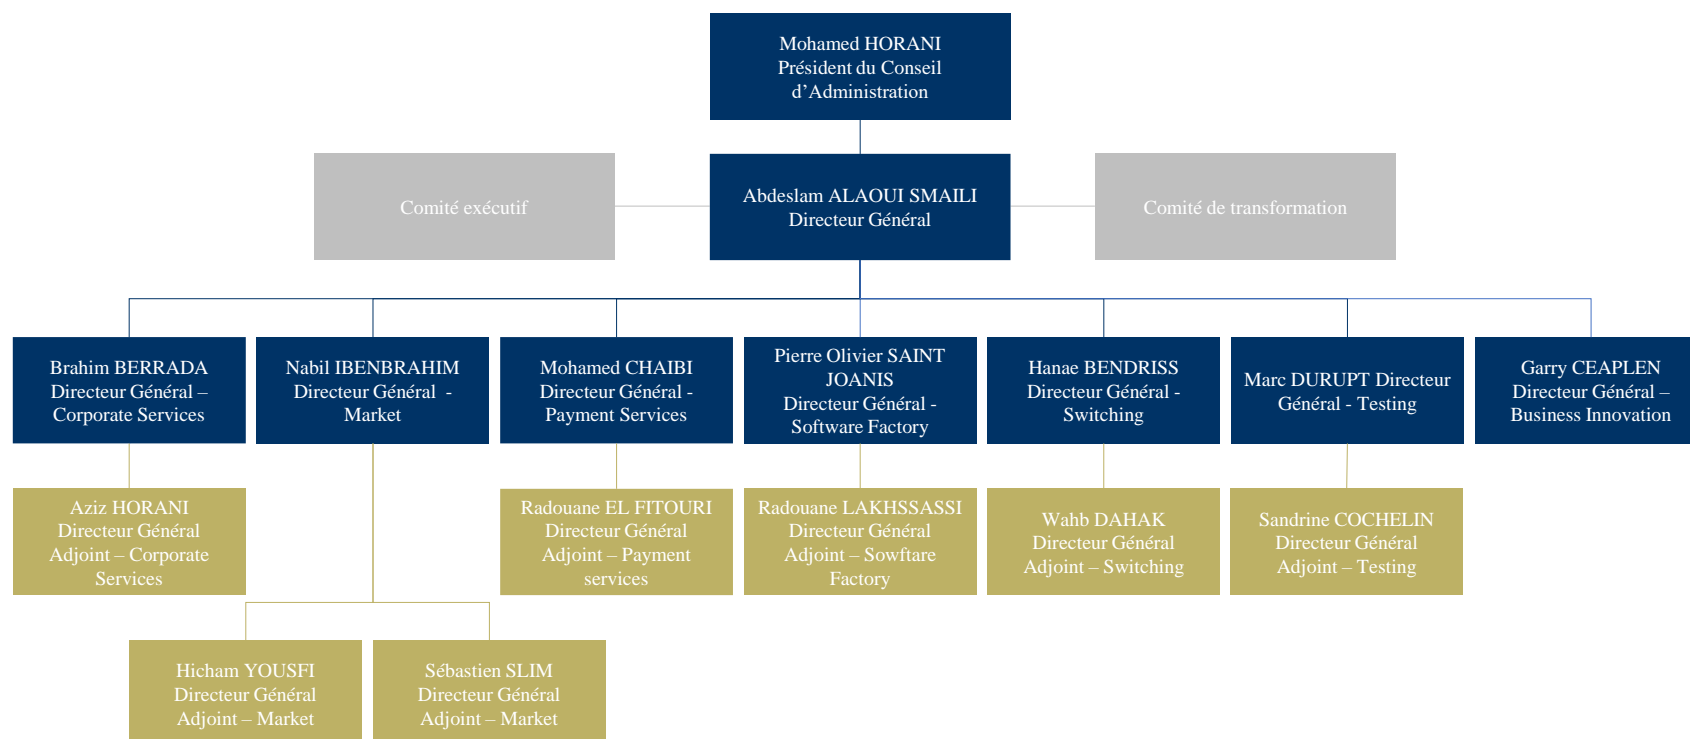 Mohamed HORANI
Président du Conseil
d’Administration
Comité exécutif
Abdeslam ALAOUI SMAILI
Directeur Général
Comité de transformation
Brahim BERRADA
Directeur Général –
Corporate Services
Nabil IBENBRAHIM
Directeur Général -
Market
Mohamed CHAIBI
Directeur Général -
Payment Services
Pierre Olivier SAINT
JOANIS
Directeur Général -
Software Factory
Hanae BENDRISS
Directeur Général -
Switching
Marc DURUPT Directeur
Général - Testing
Garry CEAPLEN
Directeur Général –
Business Innovation
Aziz HORANI
Directeur Général
Adjoint – Corporate
Services
Radouane EL FITOURI
Directeur Général
Adjoint – Payment
services
Radouane LAKHSSASSI
Directeur Général
Adjoint – Sowftare
Factory
Wahb DAHAK
Directeur Général
Adjoint – Switching
Sandrine COCHELIN
Directeur Général
Adjoint – Testing
Hicham YOUSFI
Directeur Général
Adjoint – Market
Sébastien SLIM
Directeur Général
Adjoint – Market